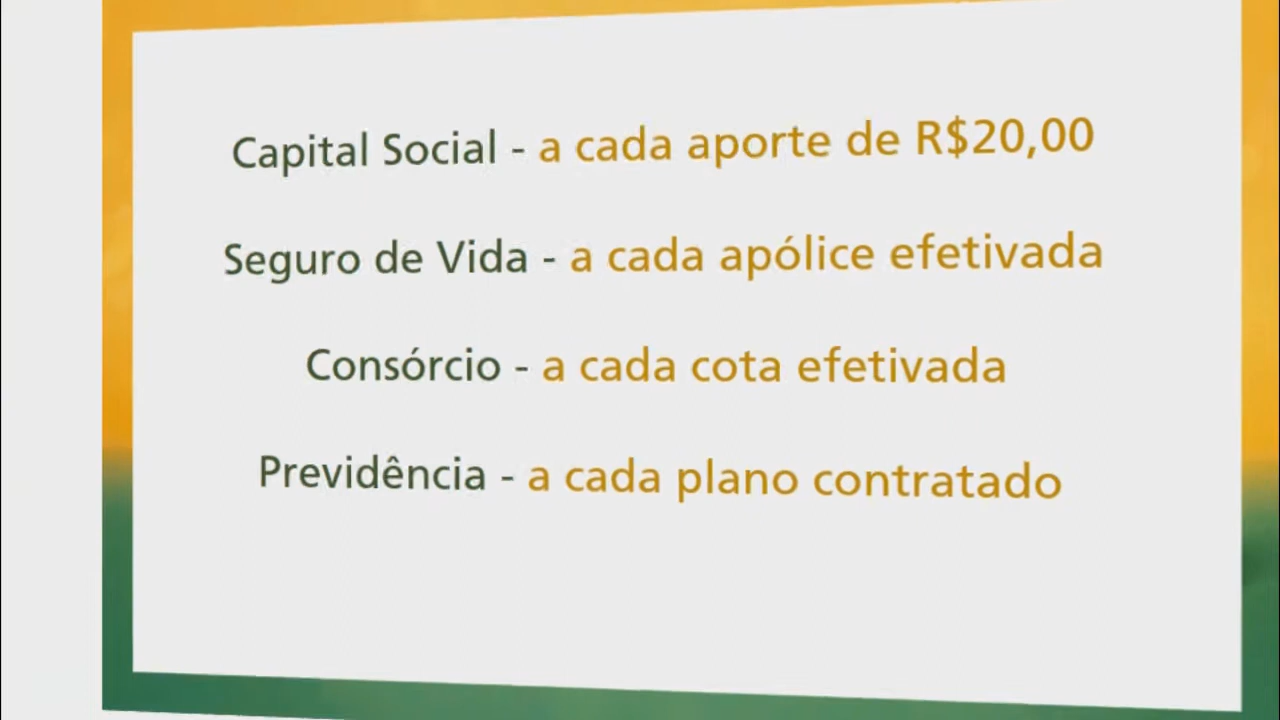 Capital Social - a cada aporte de R$20,00
Seguro de Vida - a cada apólice efetivada
Consórcio - a cada cota efetivada
Previdência - a cada plano contratado